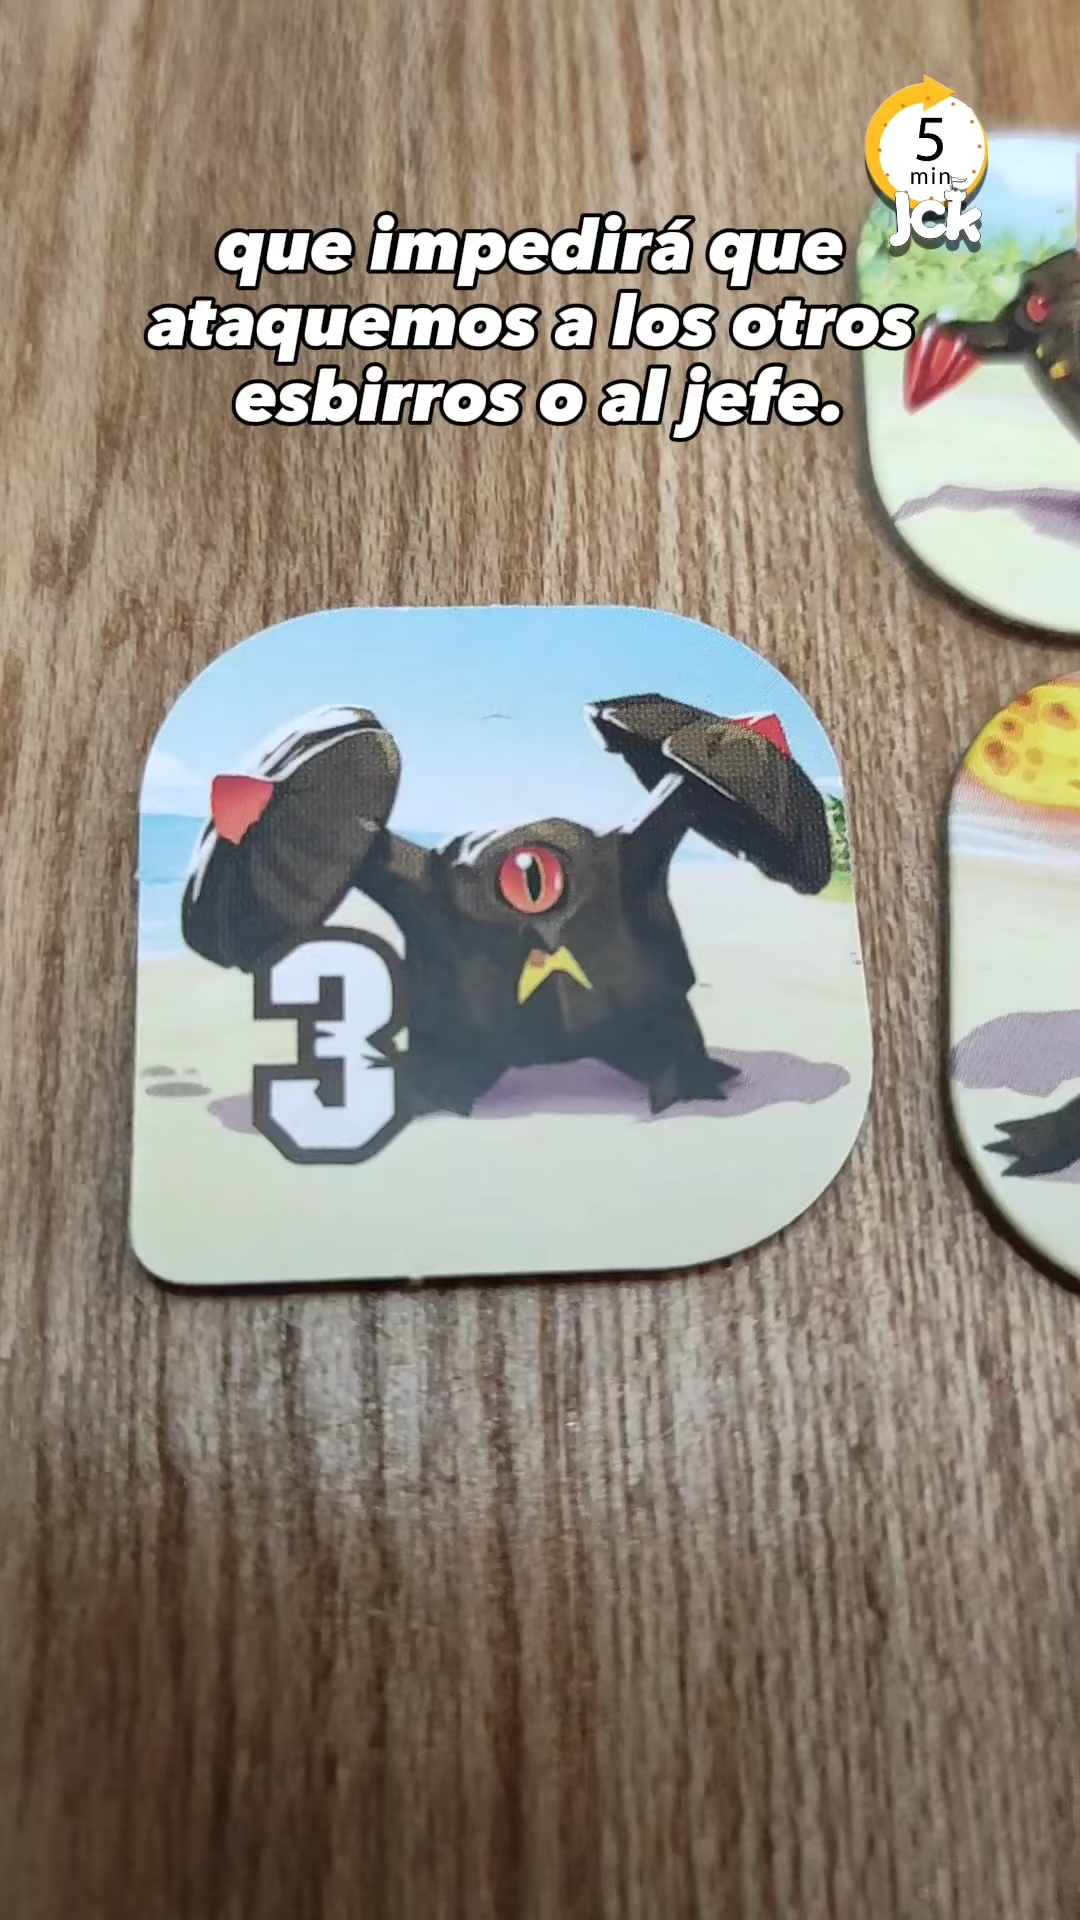 5
min
Jck
que impedirá que
ataquemos a los otros
esbirros o al jefe.
3